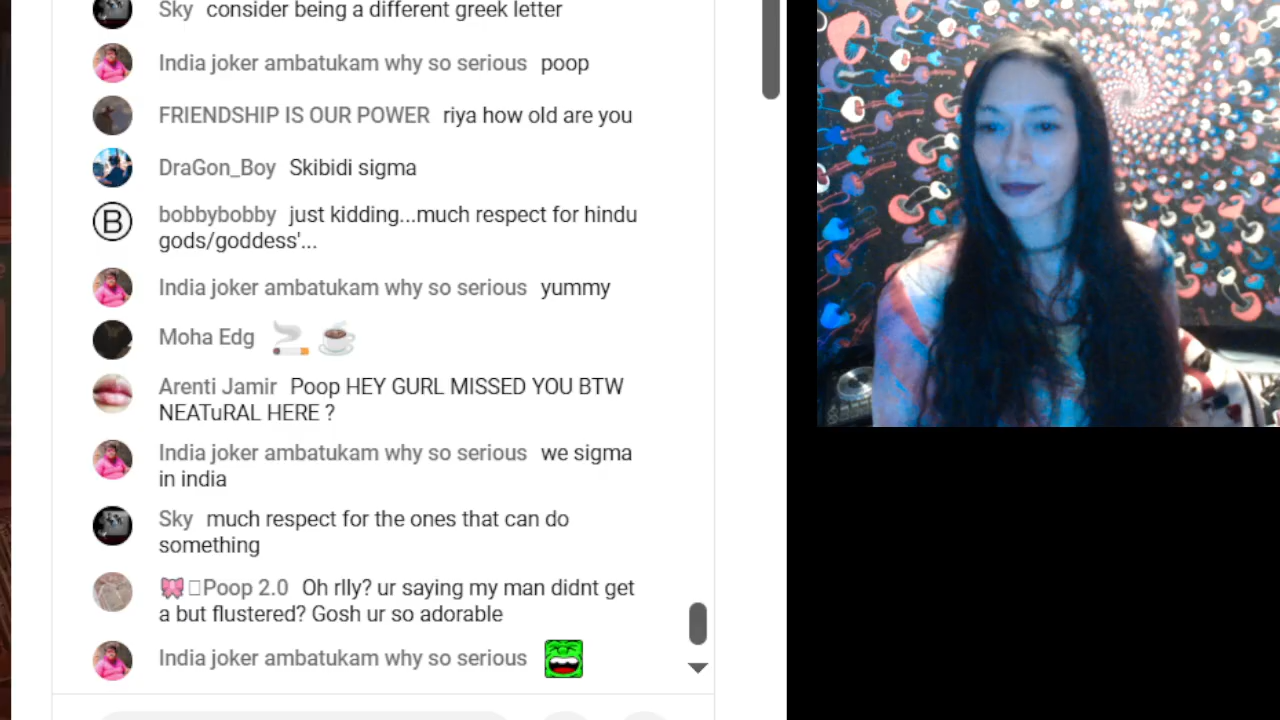 Sky consider being a different greek letter
India joker ambatukam why so serious poop
FRIENDSHIP IS OUR POWER riya how old are you
DraGon_Boy Skibidi sigma
B
bobbybobby just kidding...much respect for hindu
gods/goddess'...
India joker ambatukam why so serious yummy
Moha Edg
Arenti Jamir Poop HEY GURL MISSED YOU BTW
NEATuRAL HERE ?
India joker ambatukam why so serious we sigma
in india
Sky much respect for the ones that can do
something
Poop 2.0 Oh rlly? ur saying my man didnt get
a but flustered? Gosh ur so adorable
India joker ambatukam why so serious